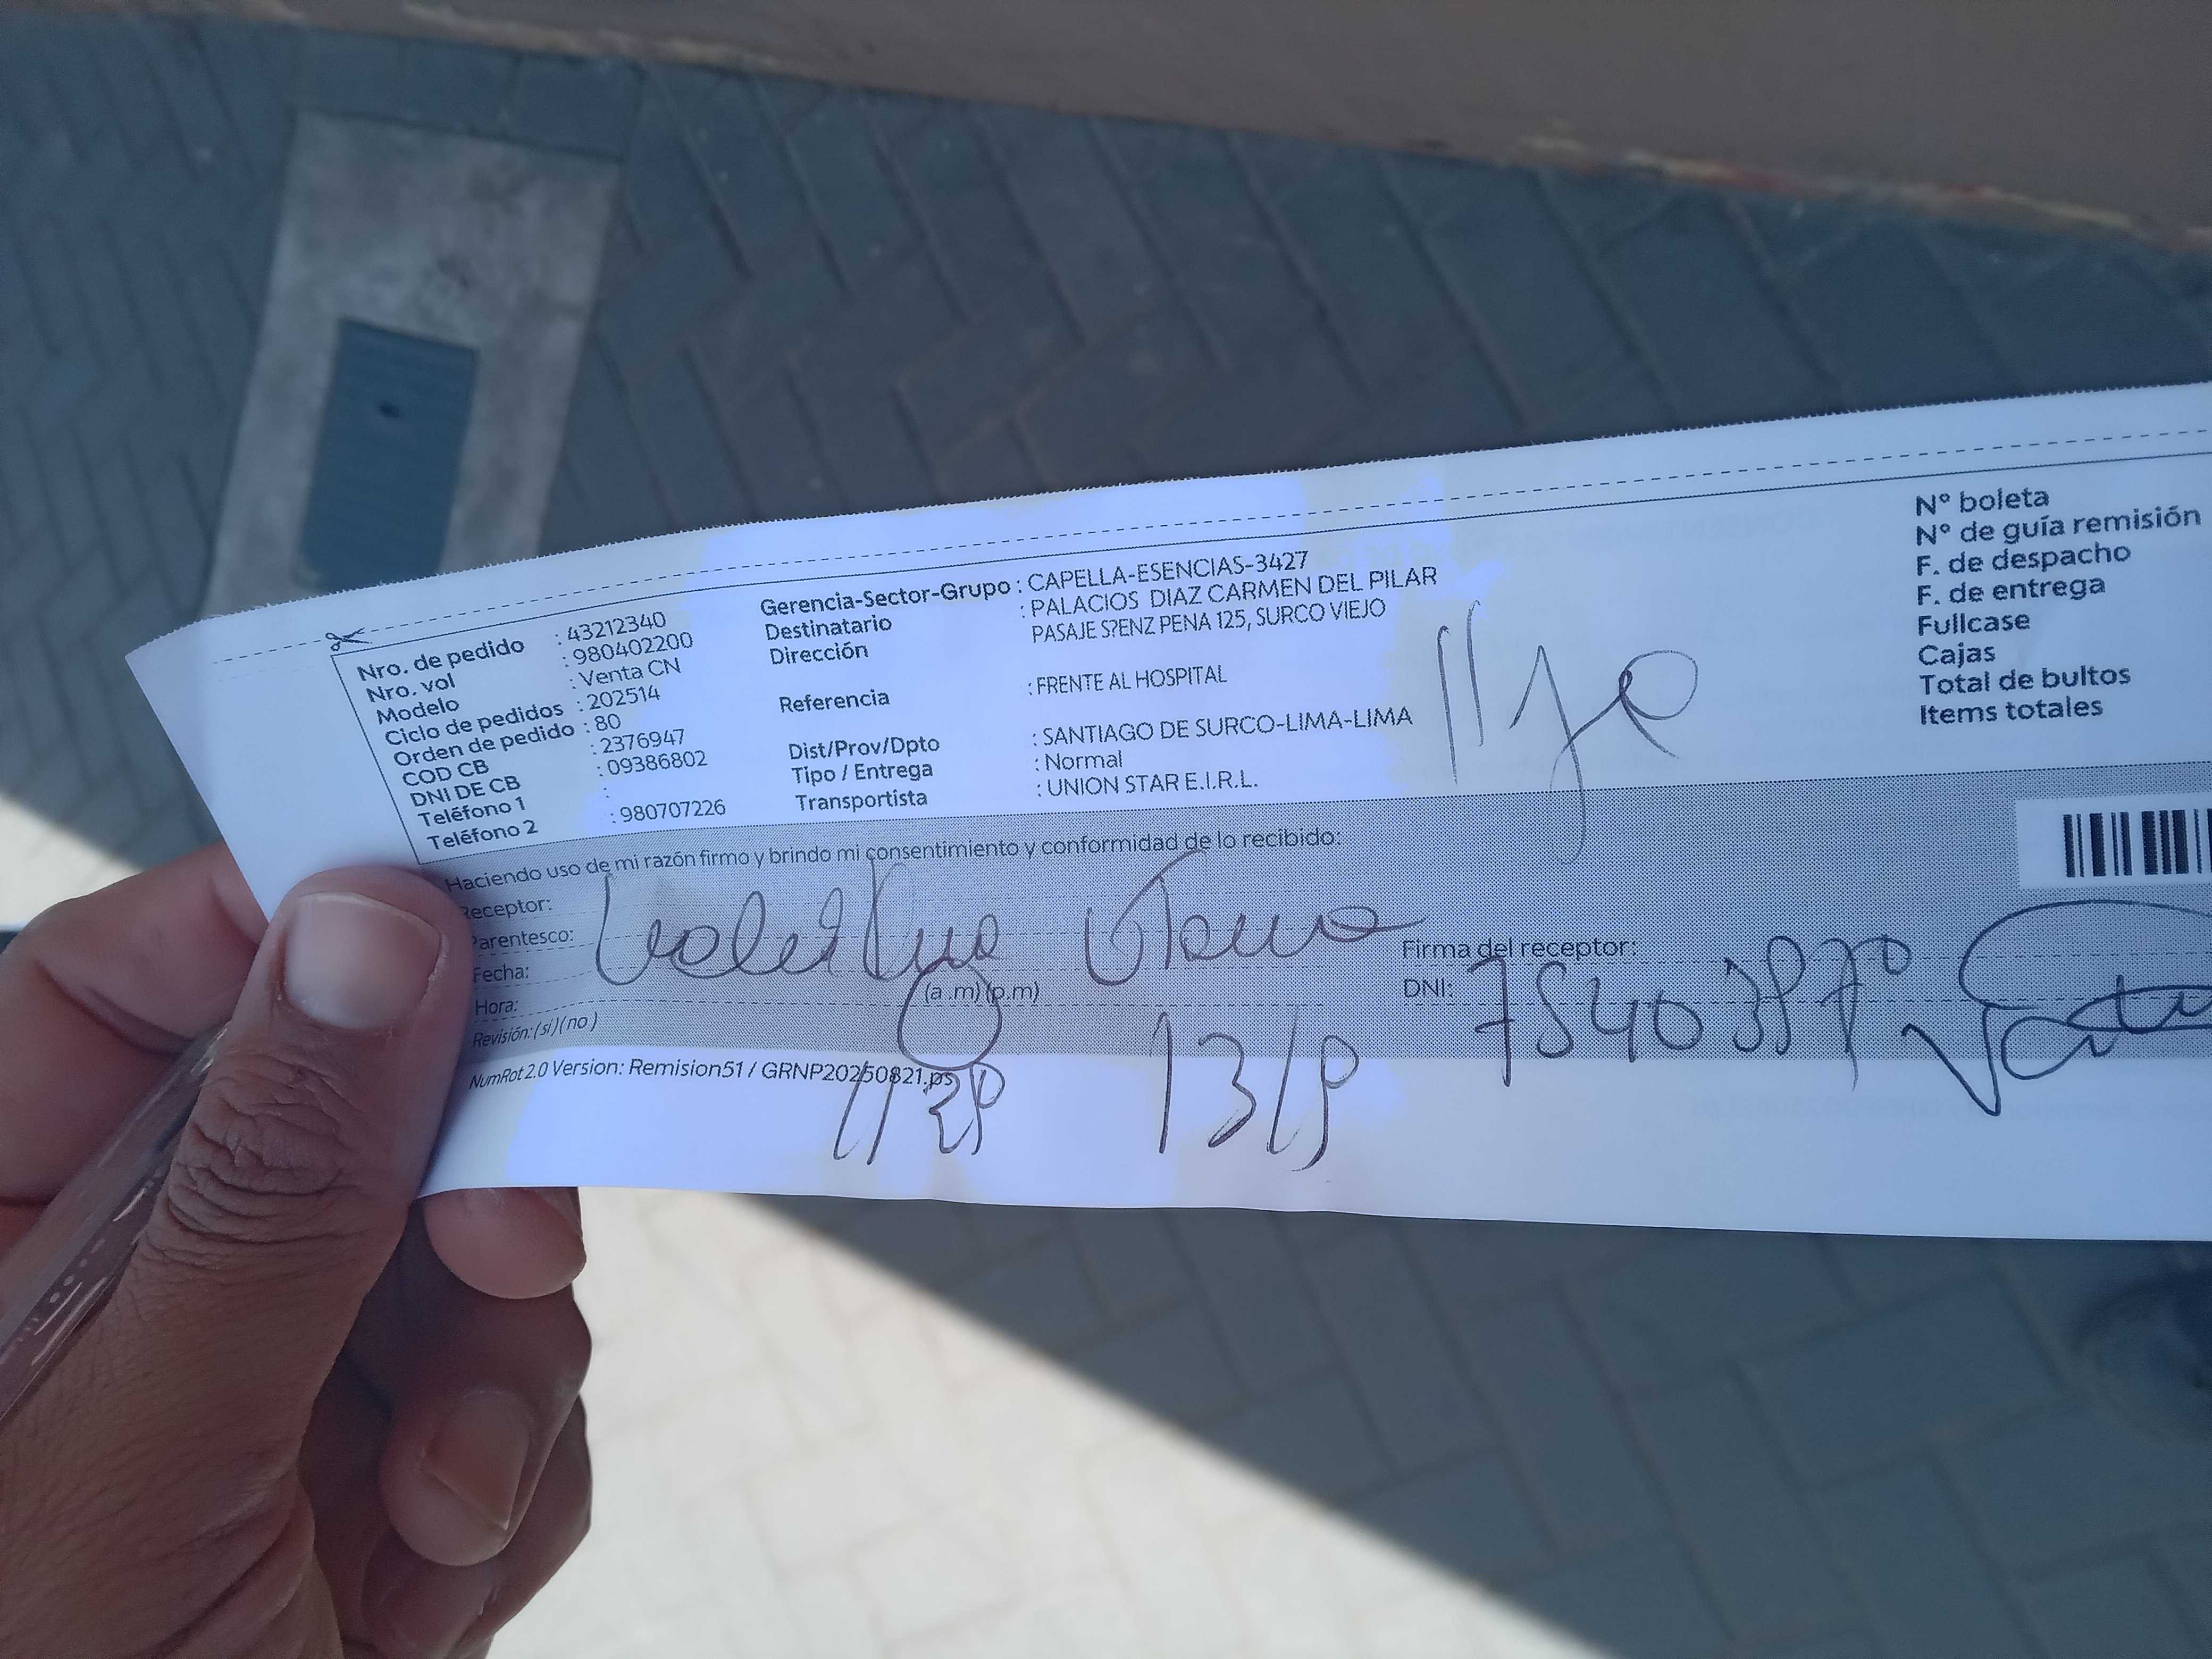 Nro. de pedido : 43212340
Nro. vol : 980402200
Modelo : Venta CN
Ciclo de pedidos : 202514
Orden de pedido : 80
COD CB : 2376947
DNI DE CB : 09386802
Teléfono 1 :
Teléfono 2 : 980707226
Gerencia-Sector-Grupo : CAPELLA-ESENCIAS-3427
Destinatario : PALACIOS DIAZ CARMEN DEL PILAR
Dirección PASAJE S?ENZ PENA 125, SURCO VIEJO
Referencia : FRENTE AL HOSPITAL
Dist/Prov/Dpto : SANTIAGO DE SURCO-LIMA-LIMA
Tipo / Entrega : Normal
Transportista : UNION STAR E.I.R.L.
N° boleta
N° de guía remisión
F. de despacho
F. de entrega
Fullcase
Cajas
Total de bultos
Items totales
Haciendo uso de mi razón firmo y brindo mi consentimiento y conformidad de lo recibido:
Receptor:
Parentesco:
Fecha:
Hora: (a.m) (p.m)
Revisión: (si) (no)
Firma del receptor:
DNI:
NumRot 2.0 Version: Remision51 / GRNP20250821.ps
13/9